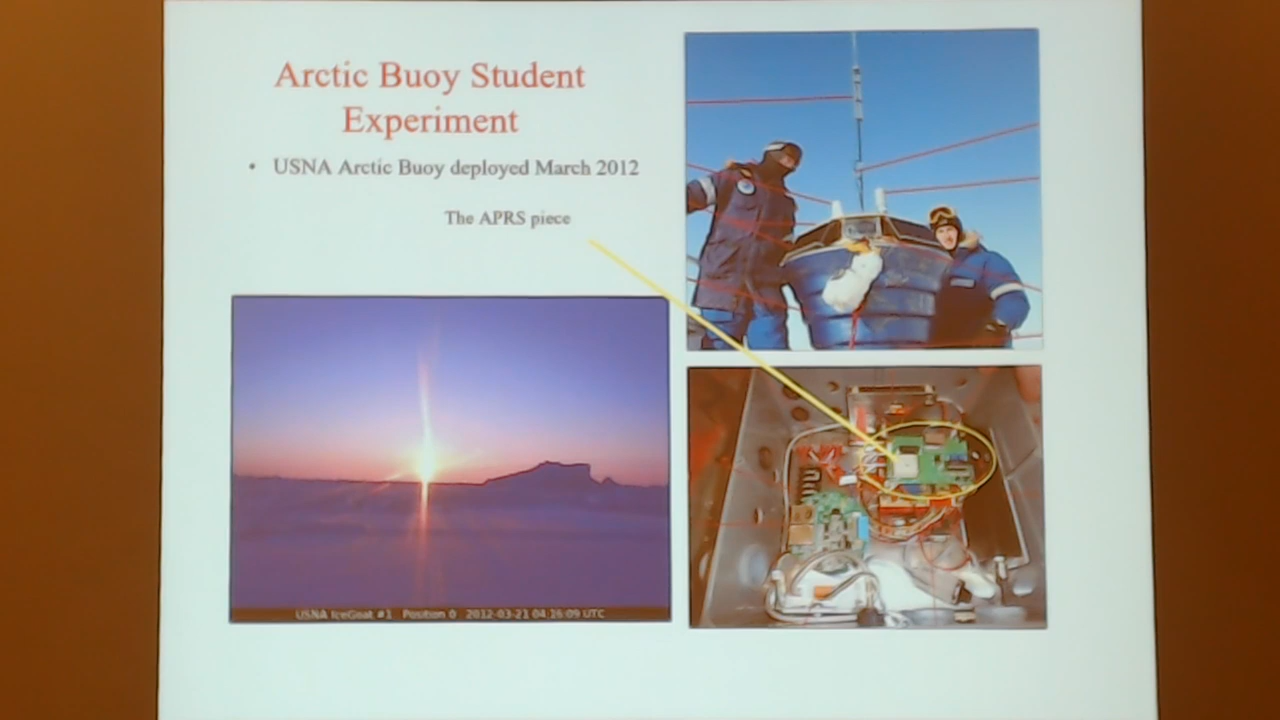 Arctic Buoy Student
Experiment
• USNA Arctic Buoy deployed March 2012
The APRS piece
USNA IceGoat #1 Position 0 2012-03-21 04:16:09 UTC